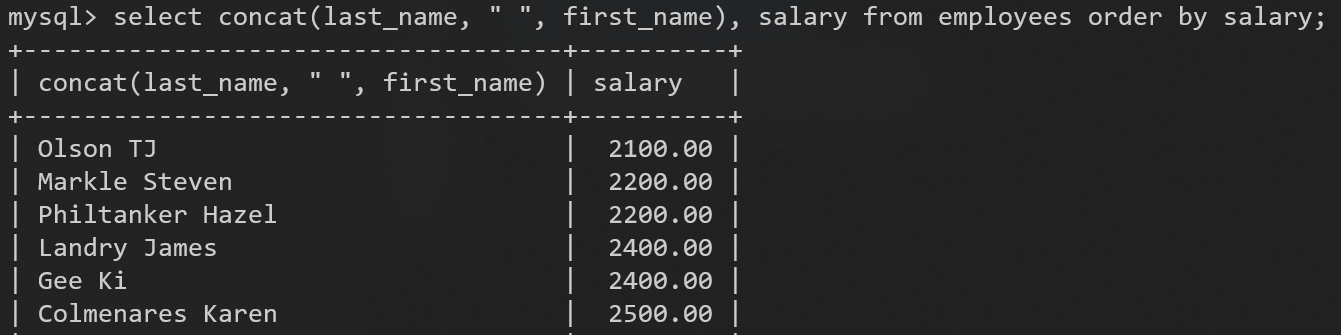 mysql> select concat(last_name, " ", first_name), salary from employees order by salary;
+------------------------------------+----------+
| concat(last_name, " ", first_name) | salary   |
+------------------------------------+----------+
| Olson TJ                           |  2100.00 |
| Markle Steven                      |  2200.00 |
| Philtanker Hazel                   |  2200.00 |
| Landry James                       |  2400.00 |
| Gee Ki                             |  2400.00 |
| Colmenares Karen                   |  2500.00 |